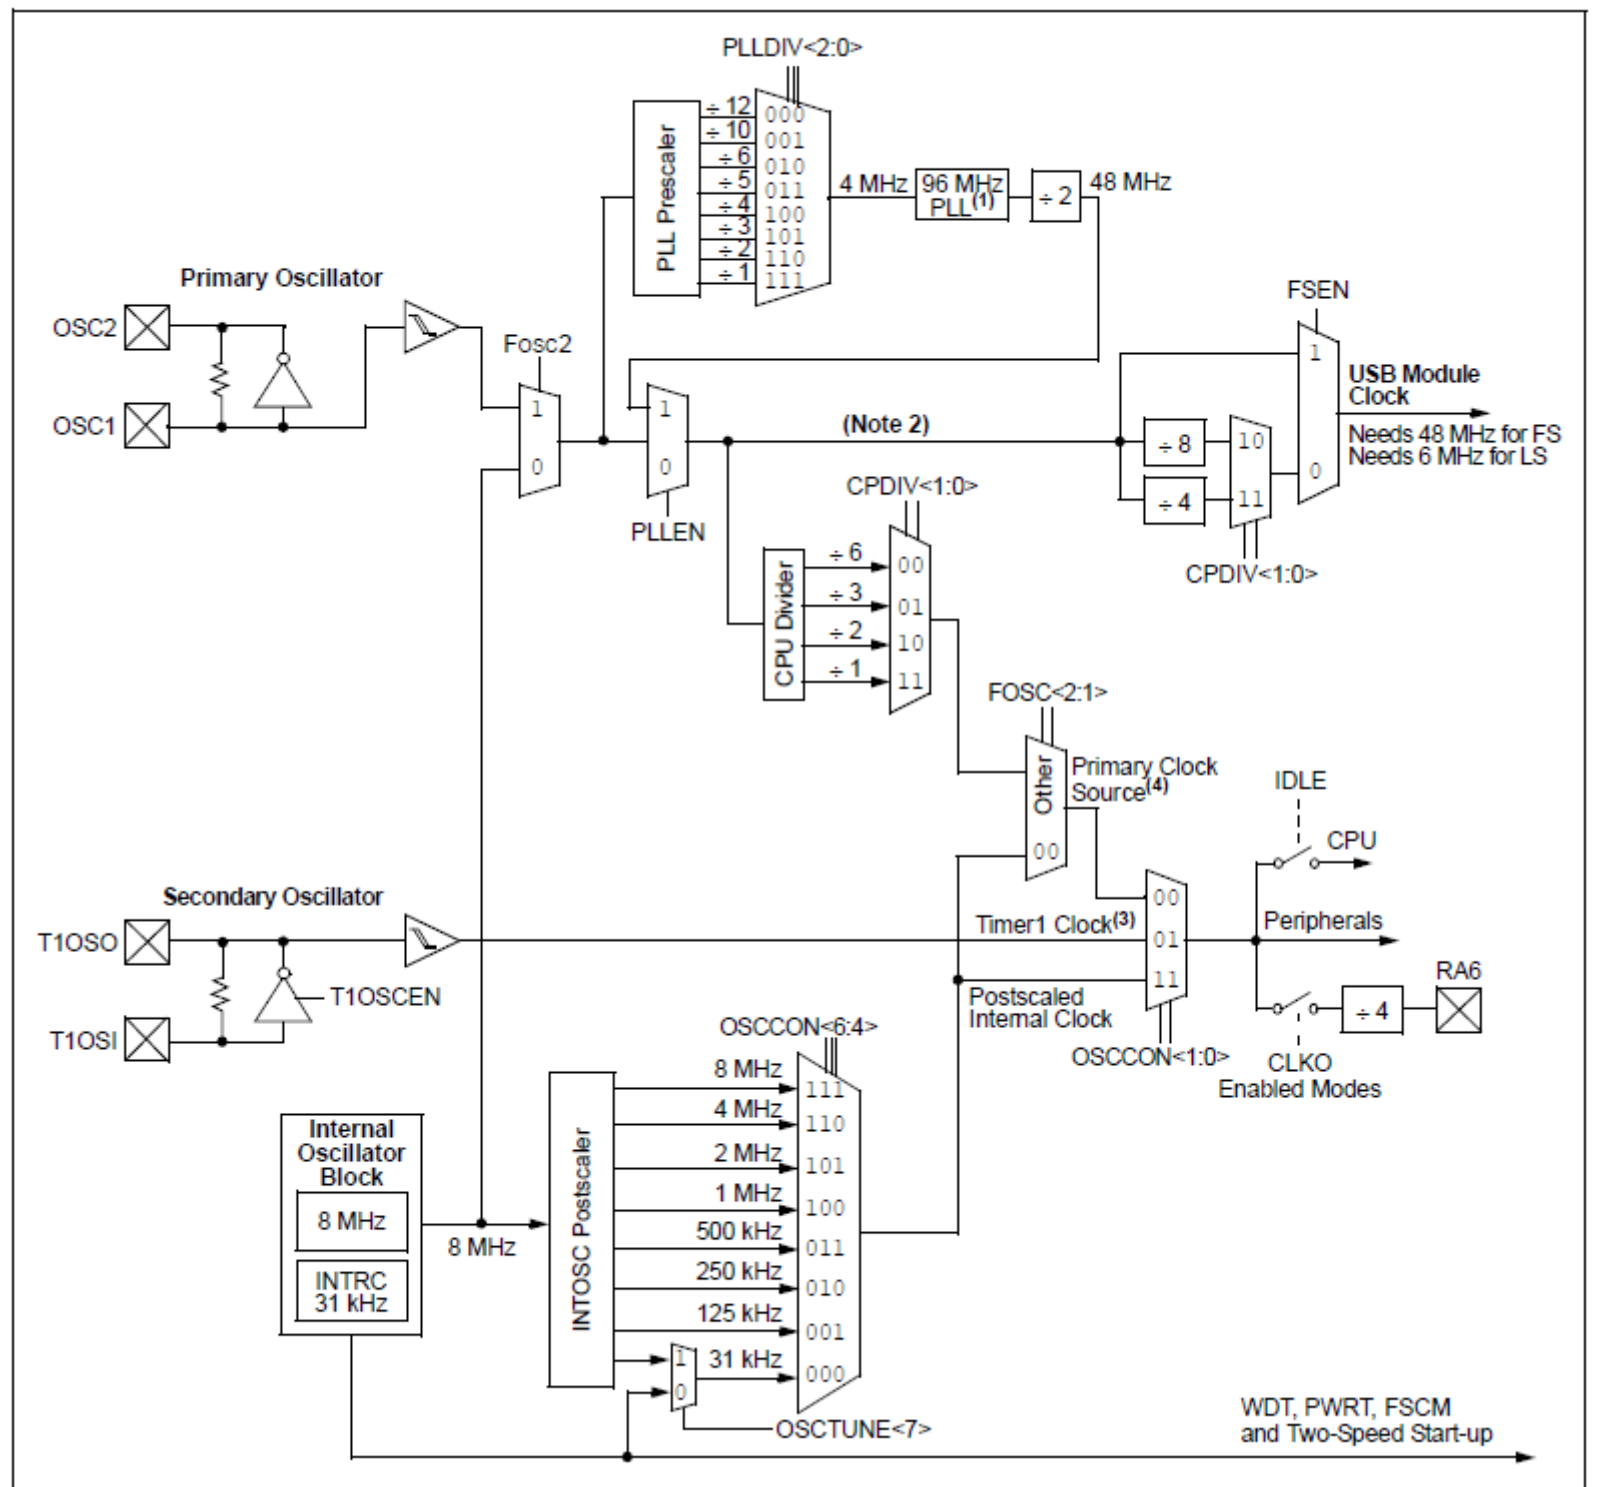 PLLDIV<2:0>
PLL Prescaler
÷ 12
÷ 10
÷ 6
÷ 5
÷ 4
÷ 3
÷ 2
÷ 1
000
001
010
011
100
101
110
111
4 MHz
96 MHz
PLL(1)
÷ 2
48 MHz
Primary Oscillator
OSC2
OSC1
Fosc2
1
0
1
0
PLLEN
(Note 2)
FSEN
1
0
USB Module
Clock
Needs 48 MHz for FS
Needs 6 MHz for LS
÷ 8
÷ 4
10
11
CPDIV<1:0>
CPDIV<1:0>
CPU Divider
÷ 6
÷ 3
÷ 2
÷ 1
00
01
10
11
FOSC<2:1>
Other
00
Primary Clock
Source(4)
IDLE
CPU
Secondary Oscillator
T1OSO
T1OSI
T1OSCEN
Timer1 Clock(3)
00
01
11
Peripherals
RA6
÷ 4
Postscaled
Internal Clock
OSCCON<1:0>
CLKO
Enabled Modes
OSCCON<6:4>
Internal
Oscillator
Block
8 MHz
INTRC
31 kHz
8 MHz
INTOSC Postscaler
8 MHz
4 MHz
2 MHz
1 MHz
500 kHz
250 kHz
125 kHz
31 kHz
111
110
101
100
011
010
001
000
1
0
OSCTUNE<7>
WDT, PWRT, FSCM
and Two-Speed Start-up